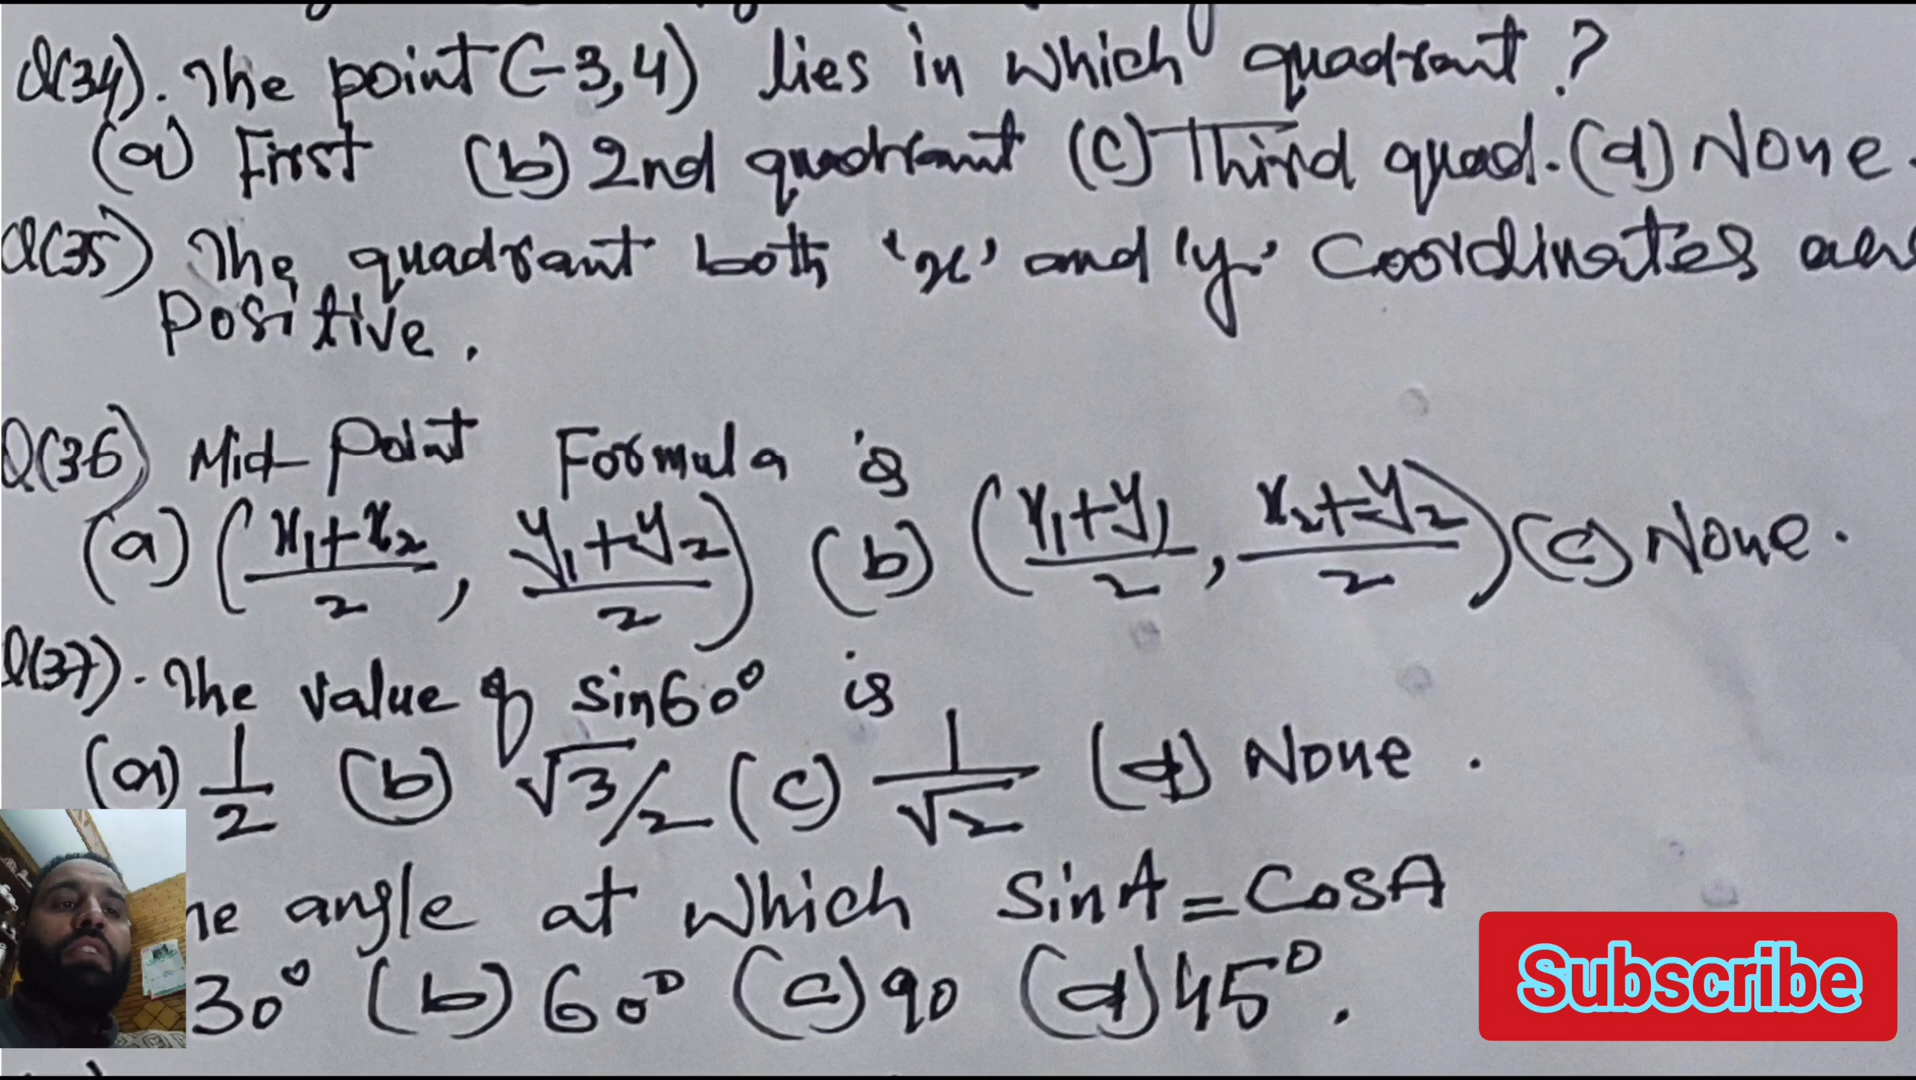 Q(34). The point (-3,4) lies in which quadrant?
(a) First (b) 2nd quadrant (c) Third quad. (d) None.
Q(35) The quadrant both 'x' and 'y' Coordinates are
Positive.
Q(36) Mid-Point Formula is
(a) (x₁+x₂/2, y₁+y₂/2) (b) (x₁+y₁/2, x₂+y₂/2) (c) None.
Q(37). The value of sin60° is
(a) 1/2 (b) √3/2 (c) 1/√2 (d) None.
he angle at which SinA=CosA
30° (b) 60° (c) 90 (d) 45°.
Subscribe